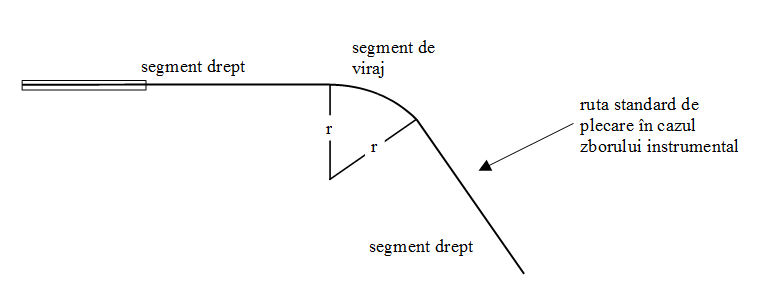 segment drept
segment de
viraj
ruta standard de
plecare în cazul
zborului instrumental
r
r
segment drept